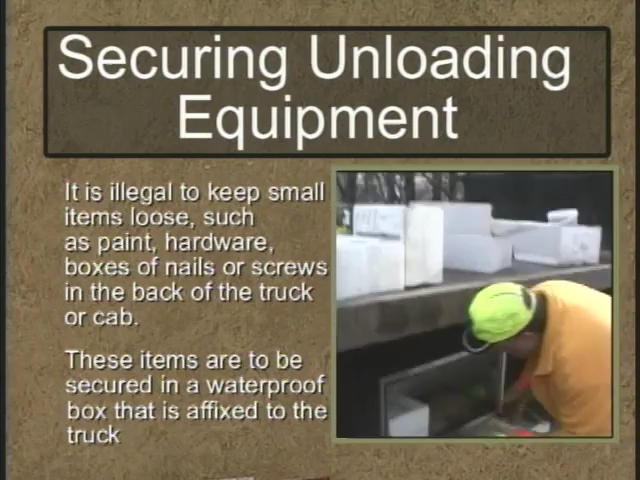 Securing Unloading
Equipment
It is illegal to keep small
items loose, such
as paint, hardware,
boxes of nails or screws
in the back of the truck
or cab.
These items are to be
secured in a waterproof
box that is affixed to the
truck